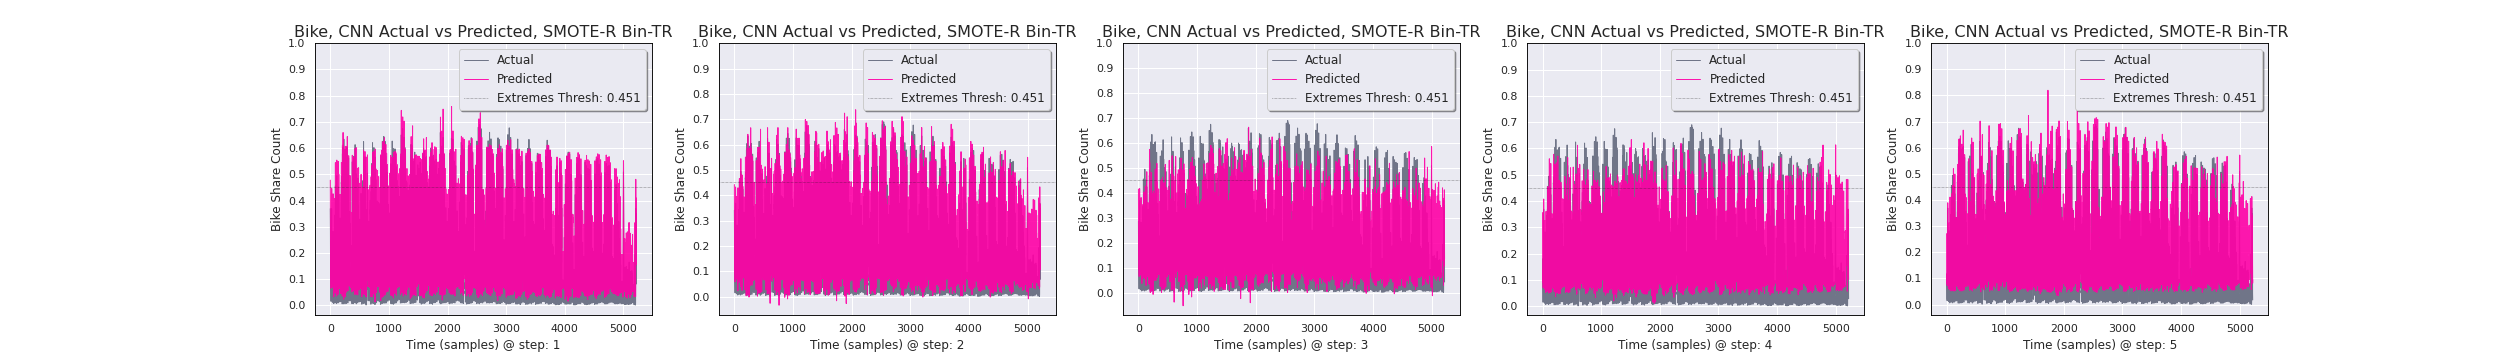 Bike, CNN Actual vs Predicted, SMOTE-R Bin-TR
Bike Share Count
1.0
0.9
0.8
0.7
0.6
0.5
0.4
0.3
0.2
0.1
0.0
Actual
Predicted
Extremes Thresh: 0.451
0 1000 2000 3000 4000 5000
Time (samples) @ step: 1
Bike, CNN Actual vs Predicted, SMOTE-R Bin-TR
Bike Share Count
1.0
0.9
0.8
0.7
0.6
0.5
0.4
0.3
0.2
0.1
0.0
Actual
Predicted
Extremes Thresh: 0.451
0 1000 2000 3000 4000 5000
Time (samples) @ step: 2
Bike, CNN Actual vs Predicted, SMOTE-R Bin-TR
Bike Share Count
1.0
0.9
0.8
0.7
0.6
0.5
0.4
0.3
0.2
0.1
0.0
Actual
Predicted
Extremes Thresh: 0.451
0 1000 2000 3000 4000 5000
Time (samples) @ step: 3
Bike, CNN Actual vs Predicted, SMOTE-R Bin-TR
Bike Share Count
1.0
0.9
0.8
0.7
0.6
0.5
0.4
0.3
0.2
0.1
0.0
Actual
Predicted
Extremes Thresh: 0.451
0 1000 2000 3000 4000 5000
Time (samples) @ step: 4
Bike, CNN Actual vs Predicted, SMOTE-R Bin-TR
Bike Share Count
1.0
0.9
0.8
0.7
0.6
0.5
0.4
0.3
0.2
0.1
0.0
Actual
Predicted
Extremes Thresh: 0.451
0 1000 2000 3000 4000 5000
Time (samples) @ step: 5